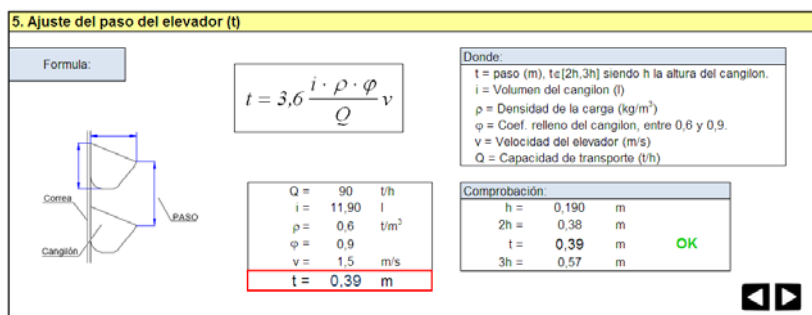 5. Ajuste del paso del elevador (t)
Formula:
t = 3,6 i · ρ · φ / Q v
Correa
Cangilón
PASO
Donde:
t = paso (m), tє[2h,3h] siendo h la altura del cangilon.
i = Volumen del cangilon (l)
ρ = Densidad de la carga (kg/m³)
φ = Coef. relleno del cangilon, entre 0,6 y 0,9.
v = Velocidad del elevador (m/s)
Q = Capacidad de transporte (t/h)
Q = 90 t/h
i = 11,90 l
ρ = 0,6 t/m³
φ = 0,9
v = 1,5 m/s
t = 0,39 m
Comprobación:
h = 0,190 m
2h = 0,38 m
t = 0,39 m OK
3h = 0,57 m